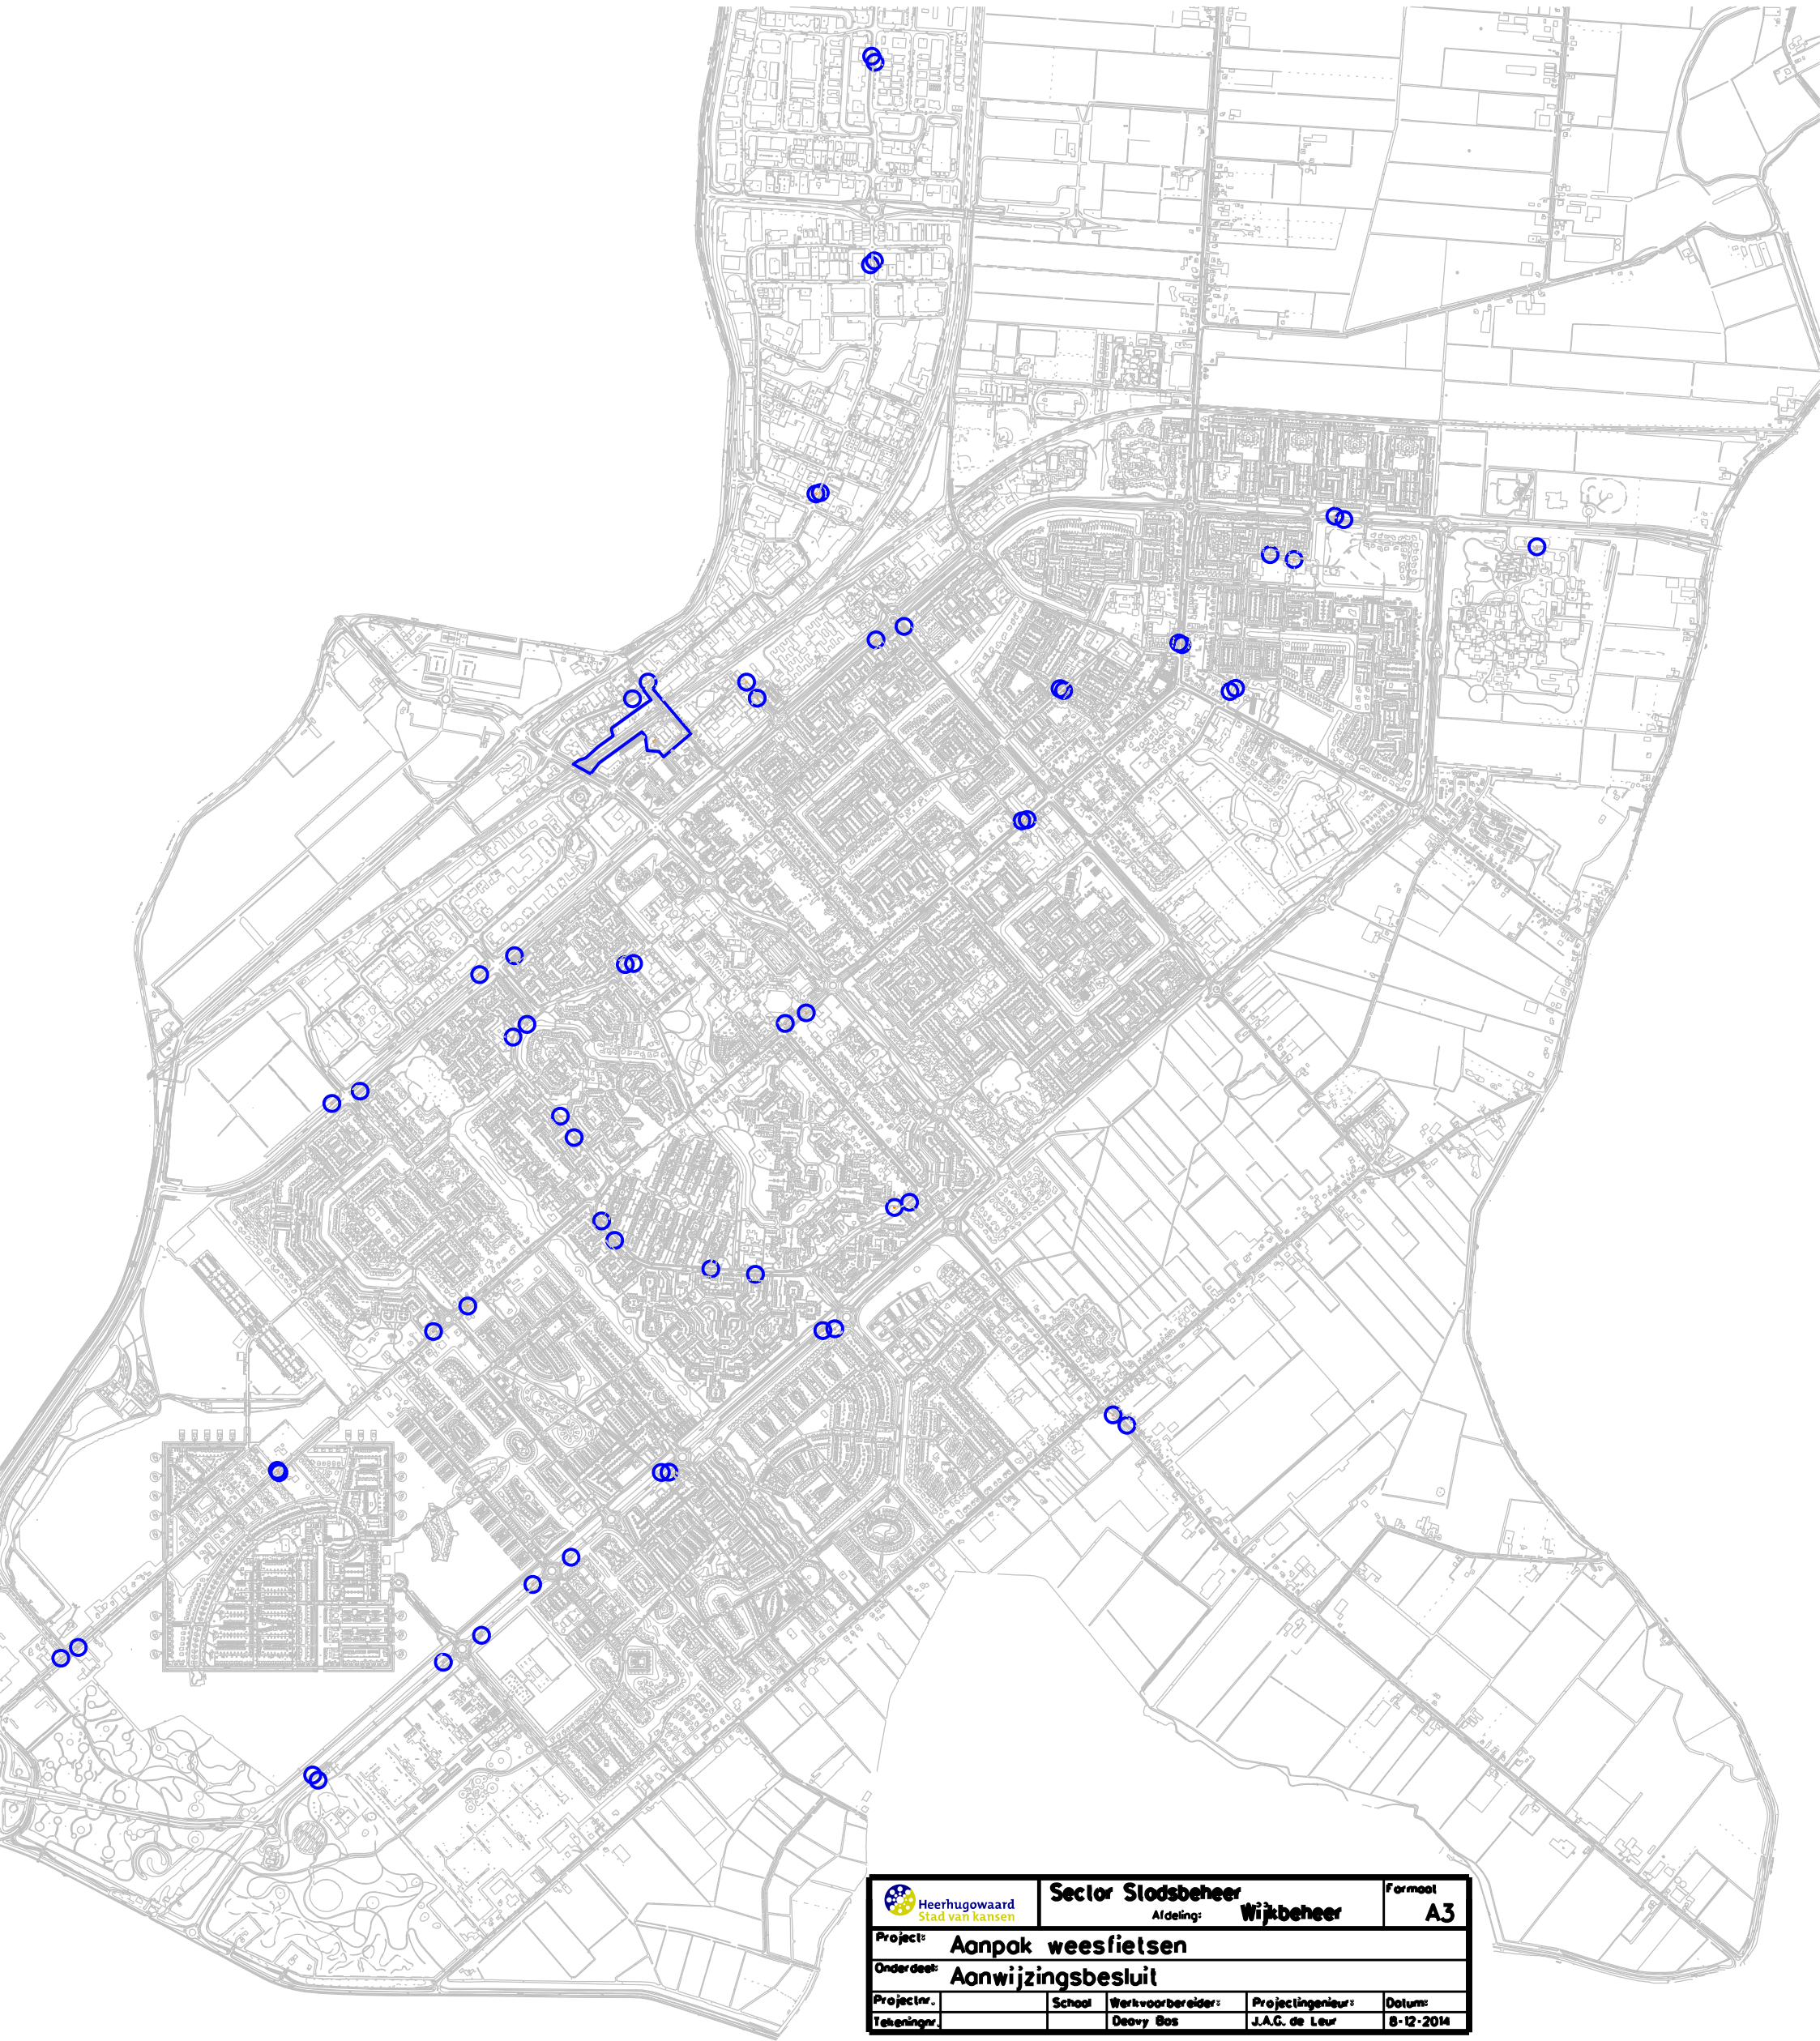 Heerhugowaard
Stad van kansen
Sector Stadsbeheer
Afdeling: Wijkbeheer
Formaat
A3
Project: Aanpak weesfietsen
Onderdeel: Aanwijzingsbesluit
Projectnr. School Werkvoorbereider: Projectingenieur: Datum:
Tekeningnr. Deavy Bos J.A.G. de Leur 8-12-2014